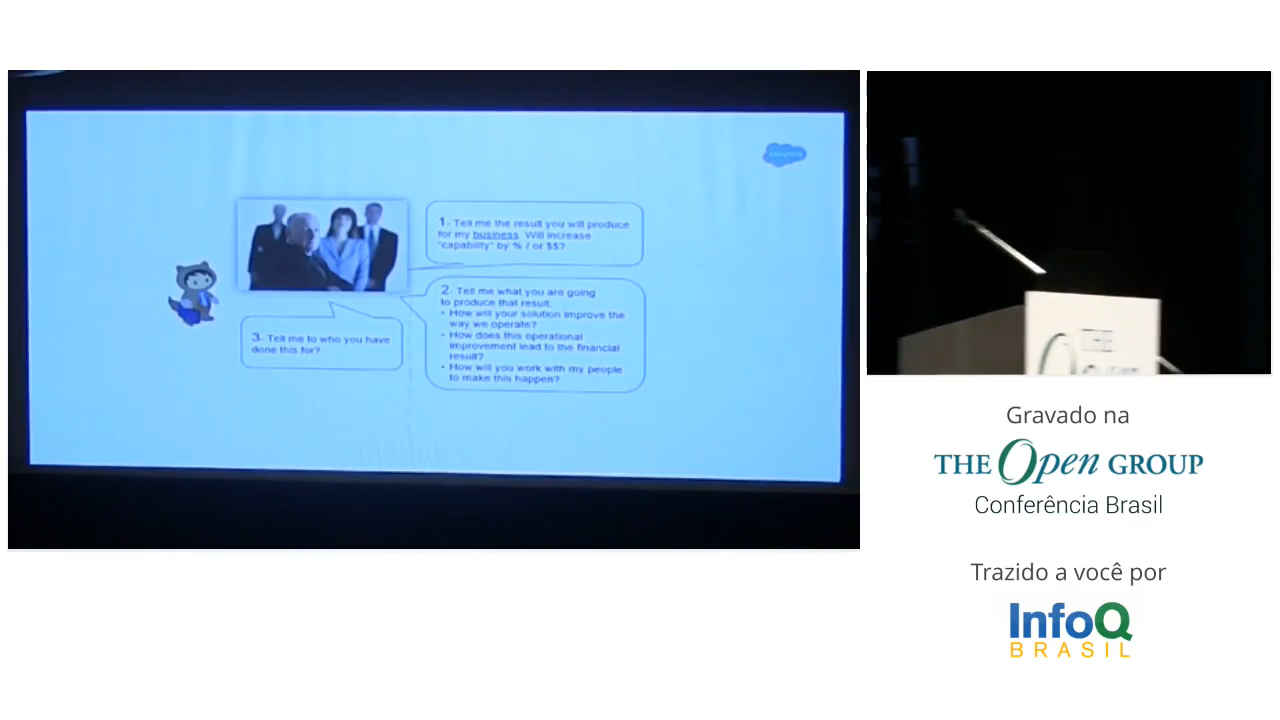 1- Tell me the result you will produce
for my business. Will increase
"capability" by % / or $$?
2- Tell me what you are going
to produce that result.
• How will your solution improve the
way we operate?
• How does this operational
improvement lead to the financial
result?
• How will you work with my people
to make this happen?
3- Tell me to who you have
done this for?
Gravado na
THE Open GROUP
Conferência Brasil
Trazido a você por
InfoQ
BRASIL